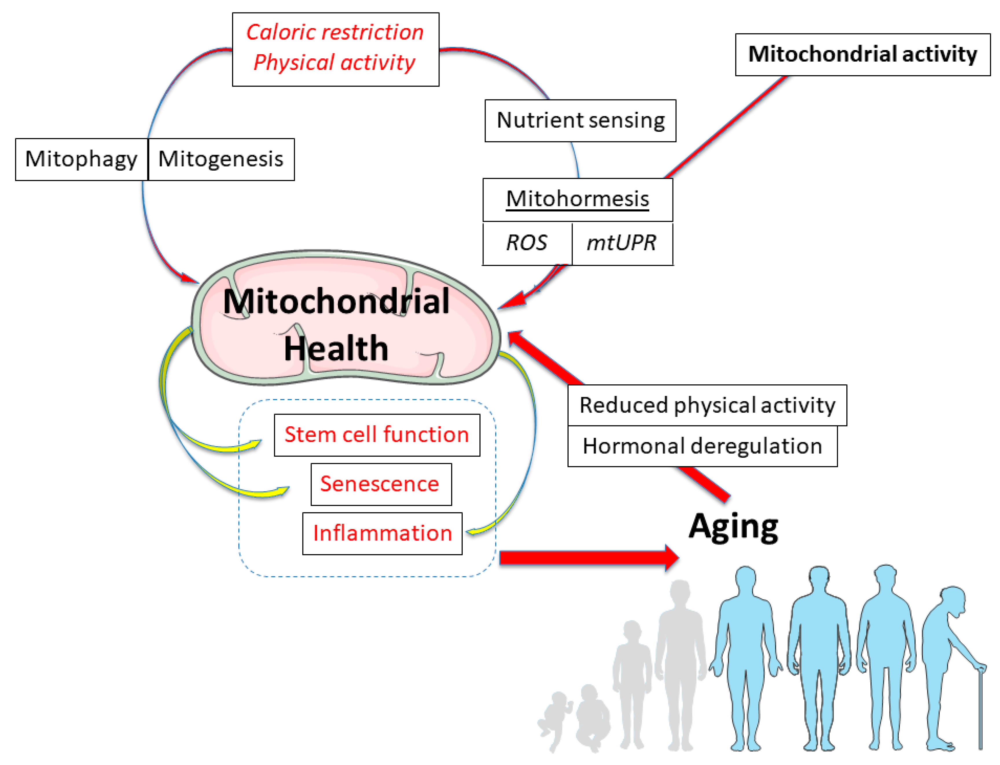 Caloric restriction
Physical activity
Mitochondrial activity
Nutrient sensing
Mitophagy
Mitogenesis
Mitohormesis
ROS
mtUPR
Mitochondrial
Health
Reduced physical activity
Hormonal deregulation
Stem cell function
Senescence
Inflammation
Aging